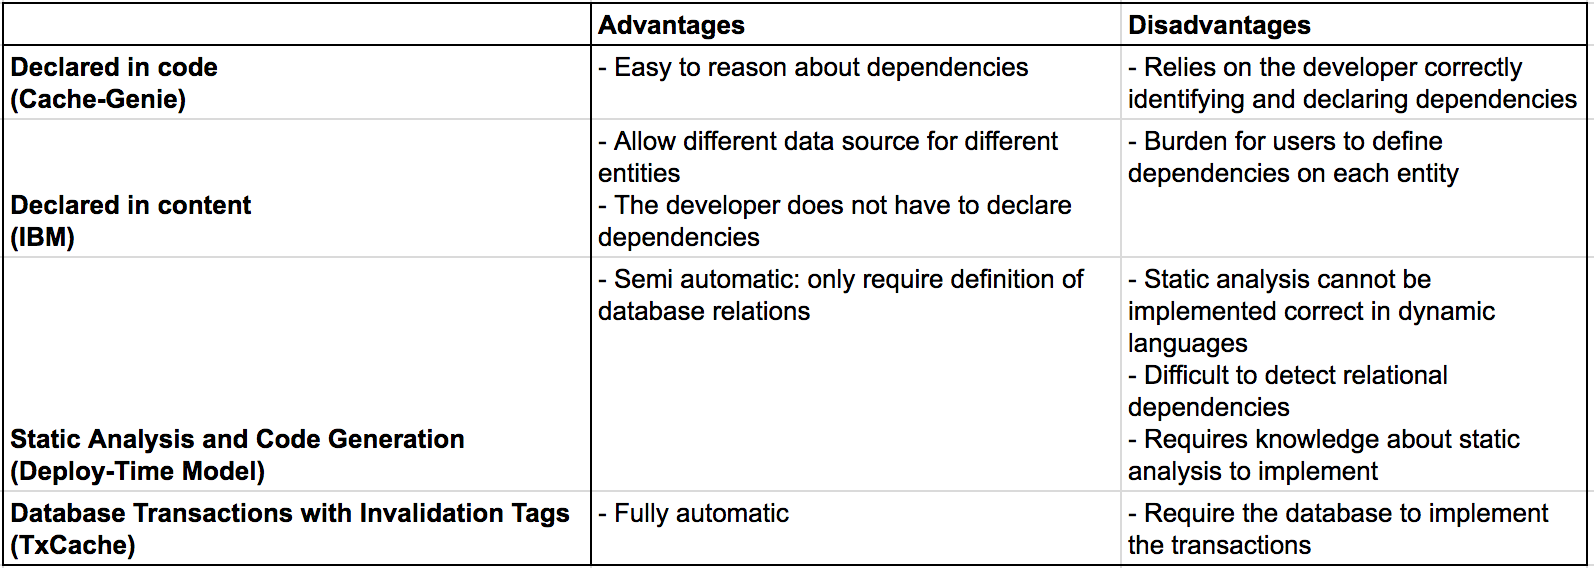 Advantages
Disadvantages
Declared in code
(Cache-Genie)
- Easy to reason about dependencies
- Relies on the developer correctly
identifying and declaring dependencies
Declared in content
(IBM)
- Allow different data source for different
entities
- The developer does not have to declare
dependencies
- Burden for users to define
dependencies on each entity
Static Analysis and Code Generation
(Deploy-Time Model)
- Semi automatic: only require definition of
database relations
- Static analysis cannot be
implemented correct in dynamic
languages
- Difficult to detect relational
dependencies
- Requires knowledge about static
analysis to implement
Database Transactions with Invalidation Tags
(TxCache)
- Fully automatic
- Require the database to implement
the transactions